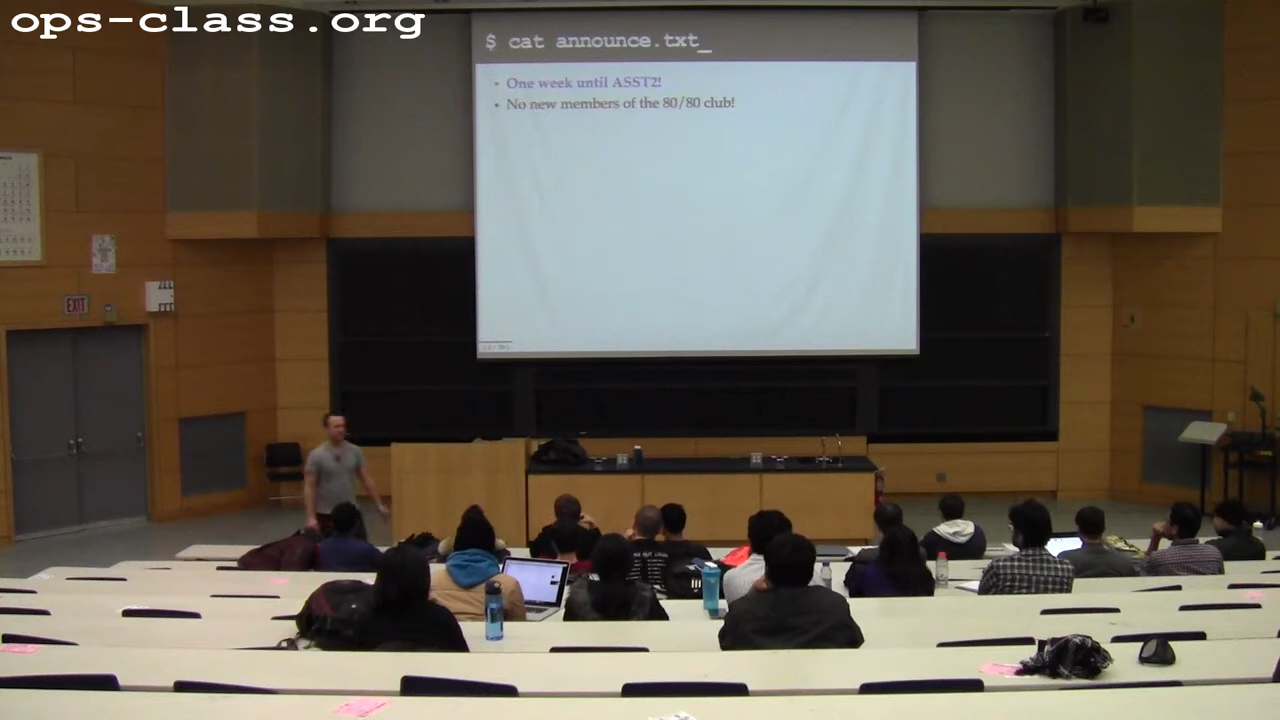 ops-class.org
$ cat announce.txt_
• One week until ASST2!
• No new members of the 80/80 club!
EXIT